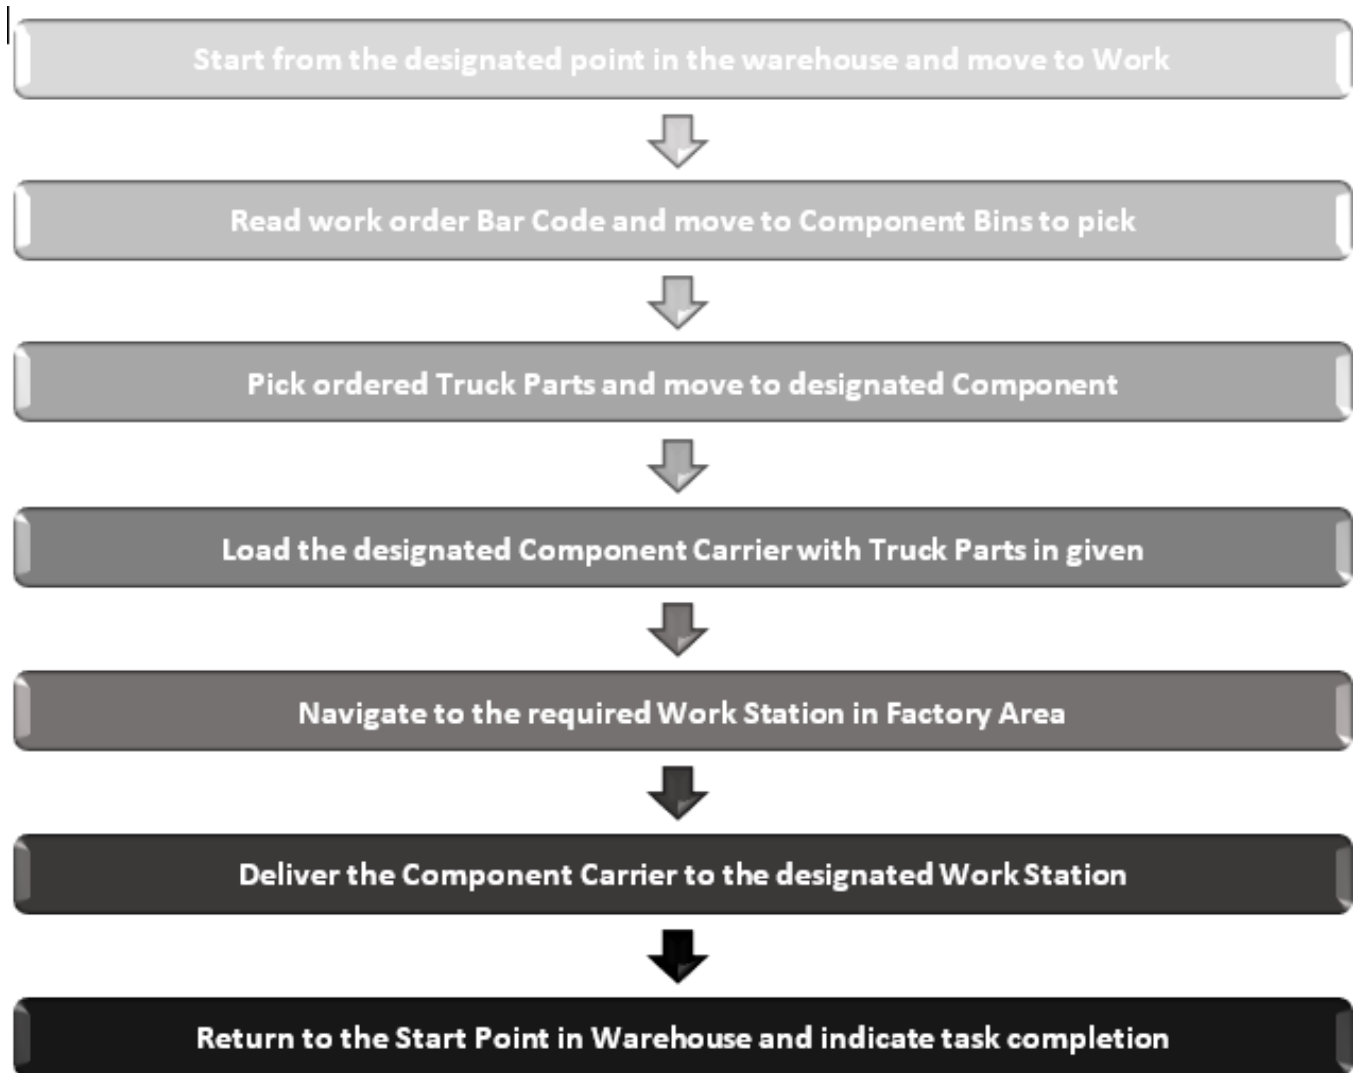 Start from the designated point in the warehouse and move to Work
Read work order Bar Code and move to Component Bins to pick
Pick ordered Truck Parts and move to designated Component
Load the designated Component Carrier with Truck Parts in given
Navigate to the required Work Station in Factory Area
Deliver the Component Carrier to the designated Work Station
Return to the Start Point in Warehouse and indicate task completion